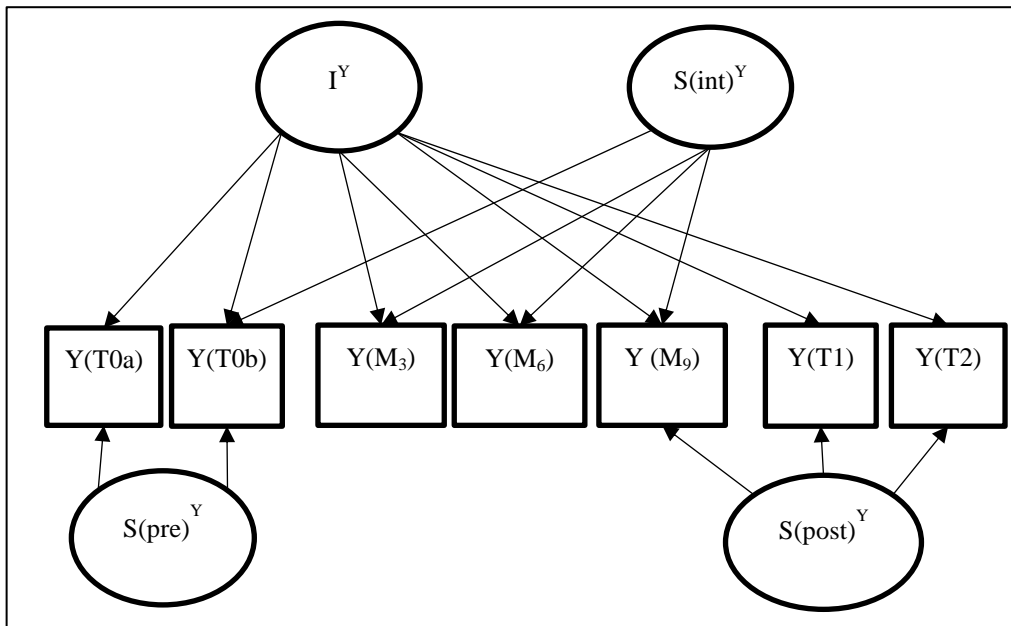 I^Y
S(int)^Y
Y(T0a)
Y(T0b)
Y(M₃)
Y(M₆)
Y (M₉)
Y(T1)
Y(T2)
S(pre)^Y
S(post)^Y